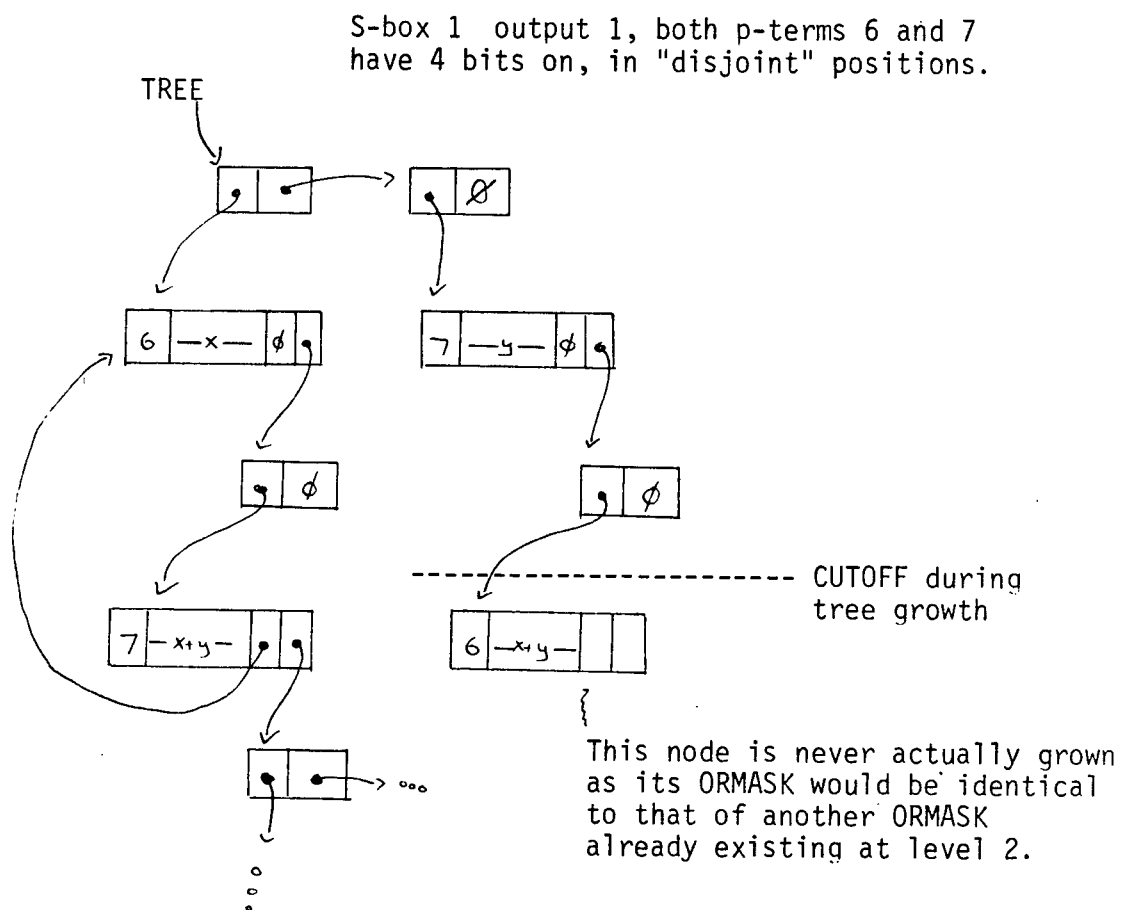 S-box 1 output 1, both p-terms 6 and 7
have 4 bits on, in "disjoint" positions.
TREE
Ø
6 —x— ϕ
7 —y— ϕ
ϕ
ϕ
CUTOFF during
tree growth
7 —x+y—
6 —x+y—
This node is never actually grown
as its ORMASK would be identical
to that of another ORMASK
already existing at level 2.